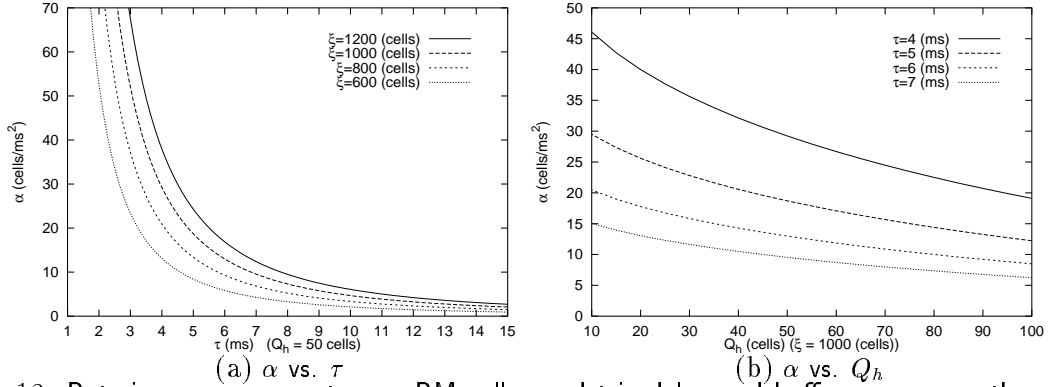 70
60
50
40
30
20
10
0
α (cells/ms²)
ξ=1200 (cells)
ξ=1000 (cells)
ξ=800 (cells)
ξ=600 (cells)
1 2 3 4 5 6 7 8 9 10 11 12 13 14 15
τ (ms) (Q_h = 50 cells)
(a) α vs. τ
50
45
40
35
30
25
20
15
10
5
0
α (cells/ms²)
τ=4 (ms)
τ=5 (ms)
τ=6 (ms)
τ=7 (ms)
10 20 30 40 50 60 70 80 90 100
Q_h (cells) (ξ = 1000 (cells))
(b) α vs. Q_h